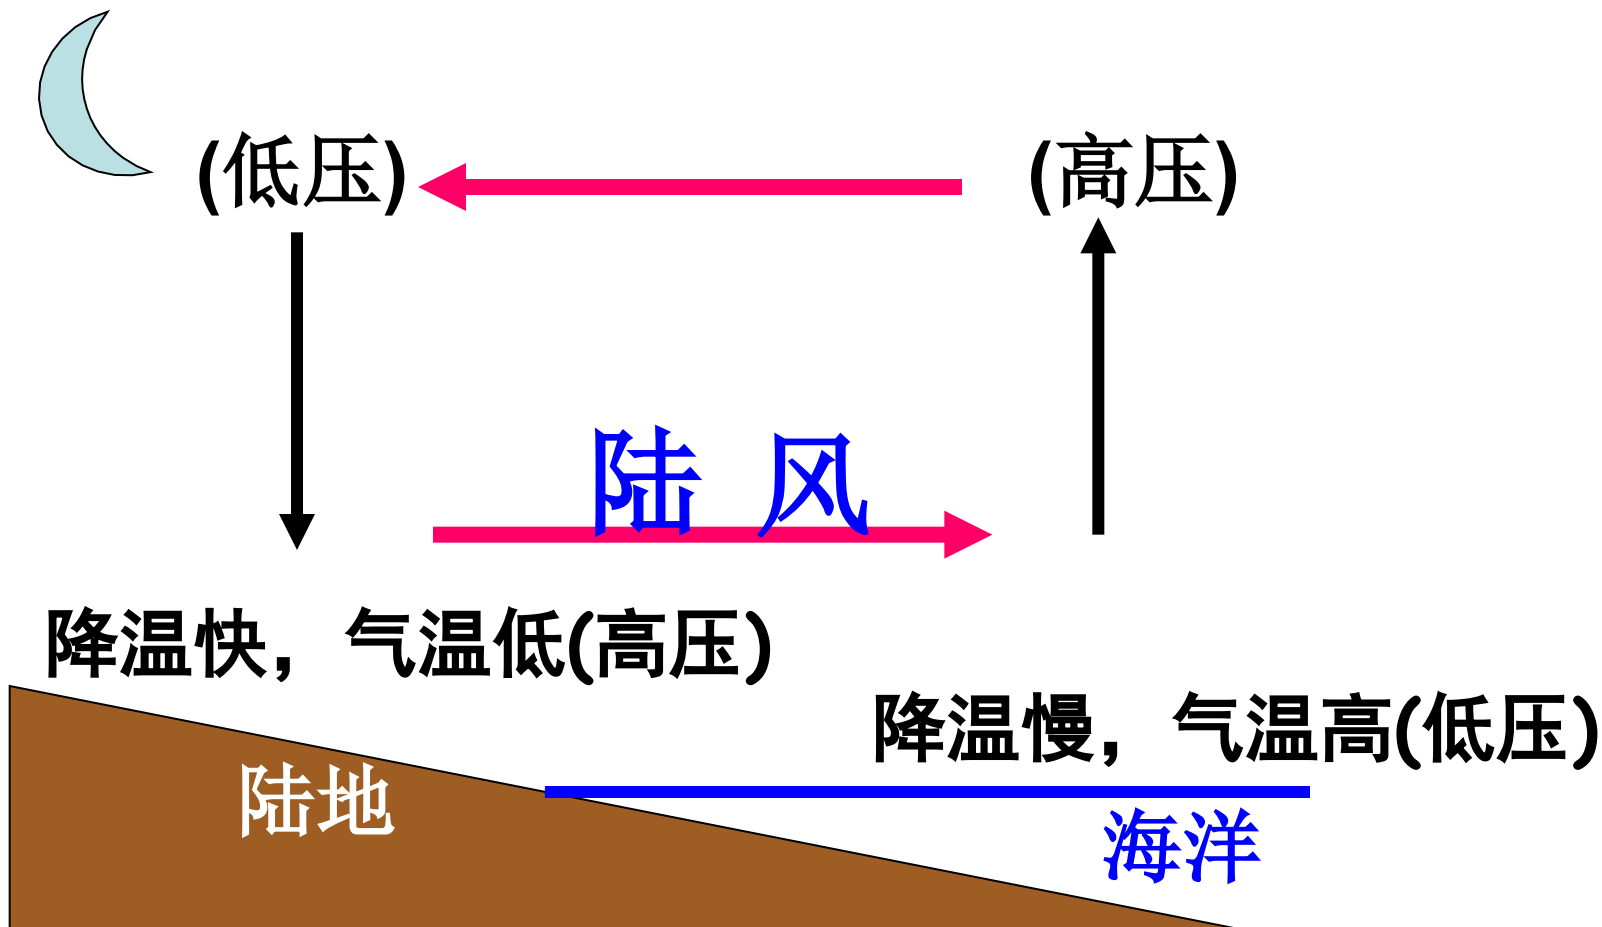 (低压)
(高压)
陆 风
降温快，气温低(高压)
降温慢，气温高(低压)
陆地
海洋